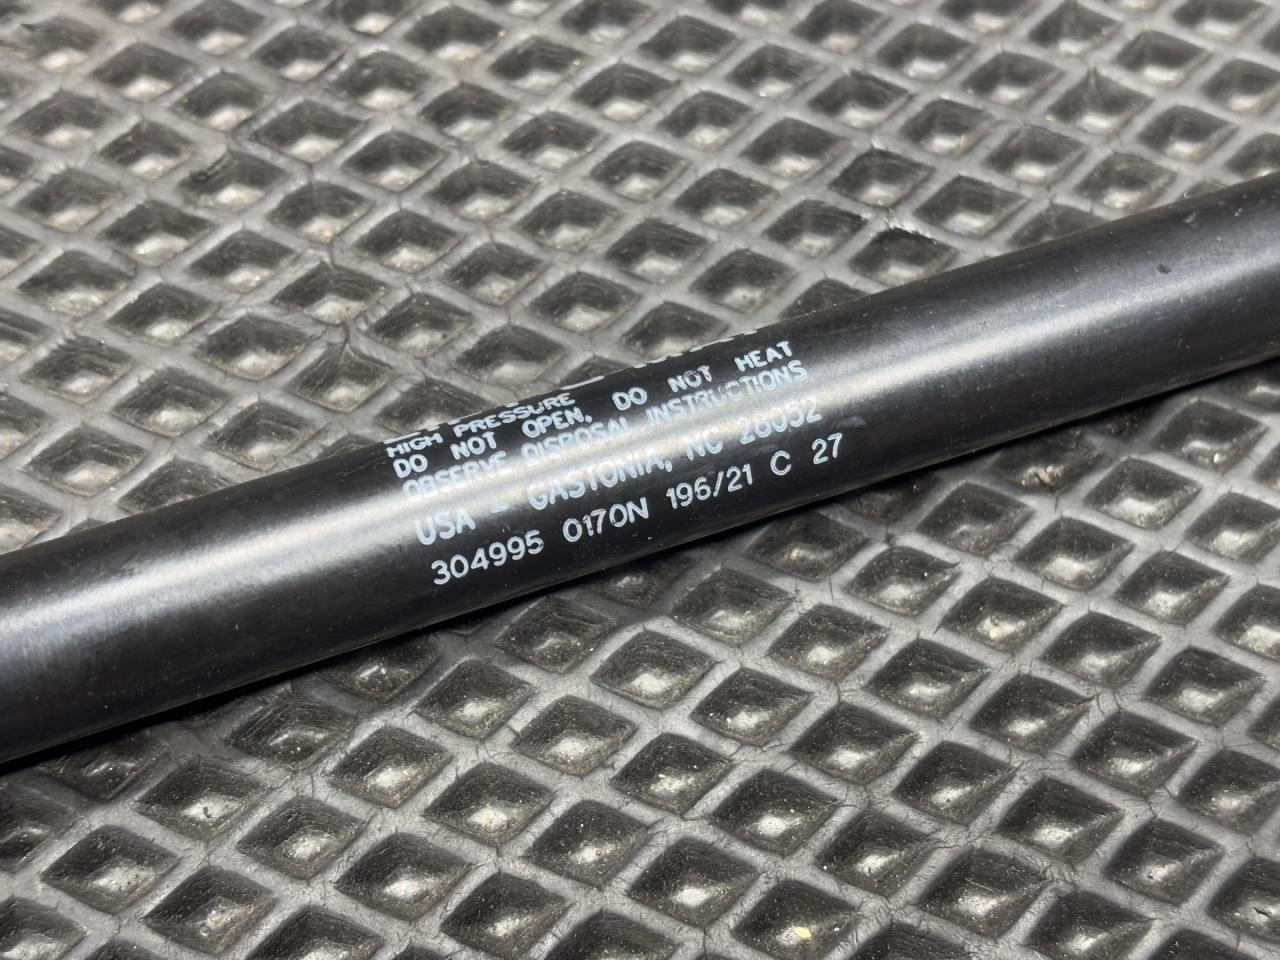 HIGH PRESSURE
DO NOT OPEN. DO NOT HEAT
OBSERVE DISPOSAL INSTRUCTIONS
USA - GASTONIA, NC 28052
304995 0170N 196/21 C 27